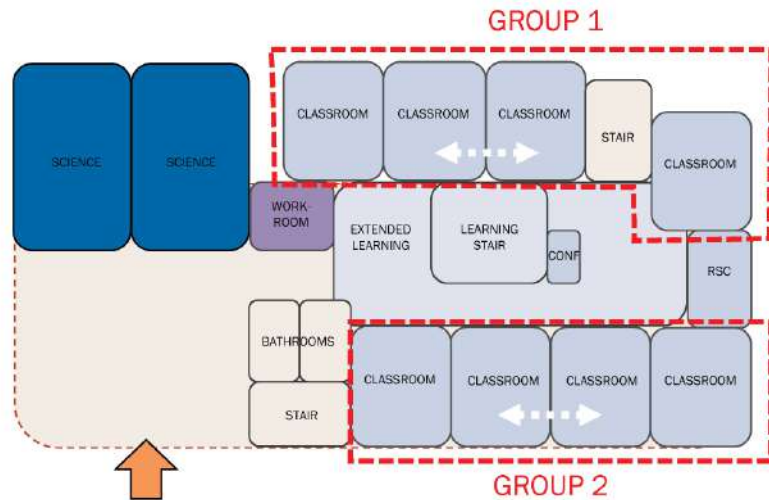 GROUP 1
CLASSROOM
CLASSROOM
CLASSROOM
STAIR
SCIENCE
SCIENCE
CLASSROOM
WORK-
ROOM
EXTENDED
LEARNING
LEARNING
STAIR
CONF
RSC
BATHROOMS
CLASSROOM
CLASSROOM
CLASSROOM
CLASSROOM
STAIR
GROUP 2